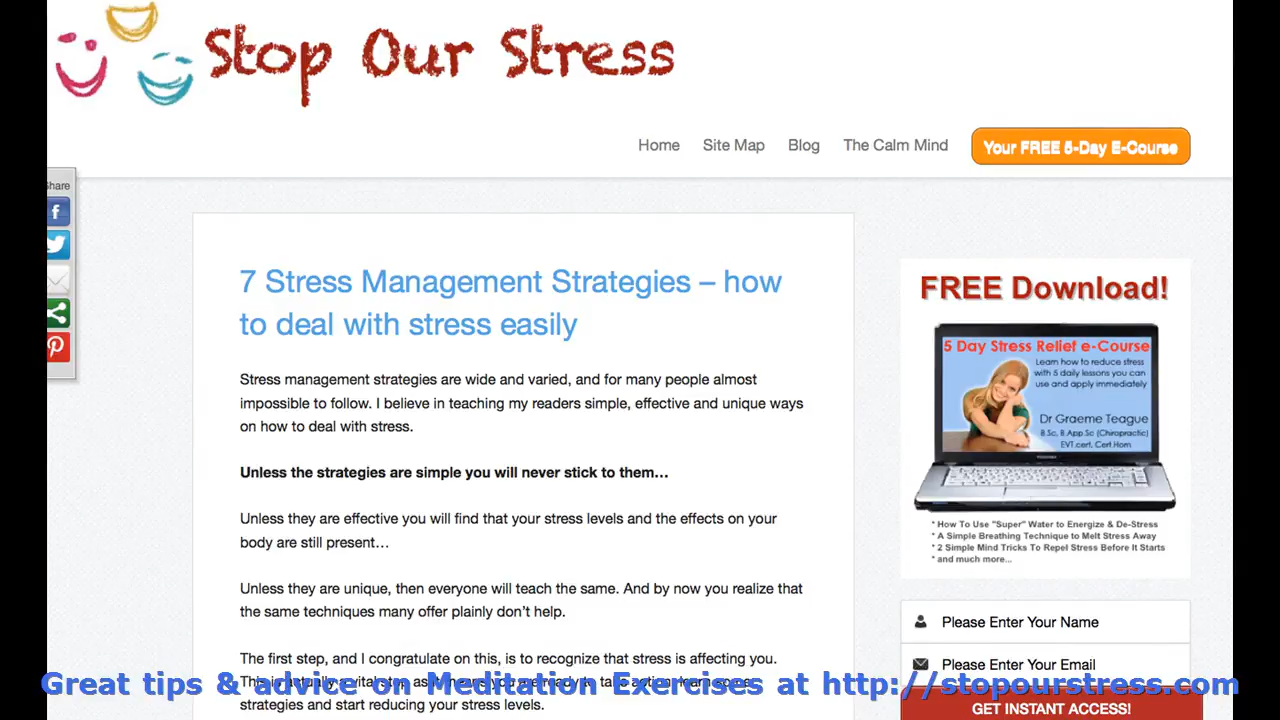 Stop Our Stress
Home
Site Map
Blog
The Calm Mind
Your FREE 5-Day E-Course
Share
7 Stress Management Strategies – how
to deal with stress easily
Stress management strategies are wide and varied, and for many people almost
impossible to follow. I believe in teaching my readers simple, effective and unique ways
on how to deal with stress.
Unless the strategies are simple you will never stick to them…
Unless they are effective you will find that your stress levels and the effects on your
body are still present…
Unless they are unique, then everyone will teach the same. And by now you realize that
the same techniques many offer plainly don’t help.
The first step, and I congratulate on this, is to recognize that stress is affecting you.
strategies and start reducing your stress levels.
FREE Download!
5 Day Stress Relief e-Course
Learn how to reduce stress
with 5 daily lessons you can
use and apply immediately
Dr Graeme Teague
B.Sc, B.App.Sc (Chiropractic)
EVT.cert, Cert.Hom
* How To Use "Super" Water to Energize & De-Stress
* A Simple Breathing Technique to Melt Stress Away
* 2 Simple Mind Tricks To Repel Stress Before It Starts
* and much more...
Please Enter Your Name
Please Enter Your Email
GET INSTANT ACCESS!
Great tips & advice on Meditation Exercises at http://stopourstress.com